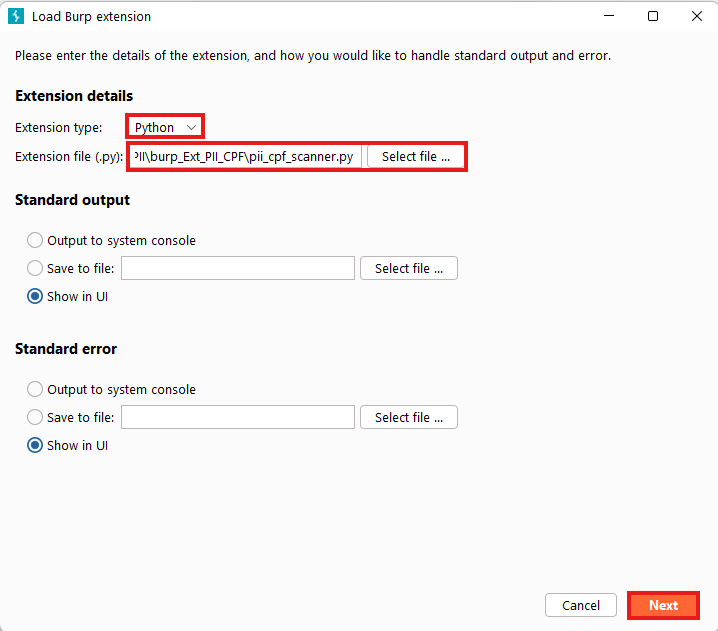 Load Burp extension
Please enter the details of the extension, and how you would like to handle standard output and error.
Extension details
Extension type: Python
Extension file (.py): PII\burp_Ext_PII_CPF\pii_cpf_scanner.py Select file ...
Standard output
Output to system console
Save to file: Select file ...
Show in UI
Standard error
Output to system console
Save to file: Select file ...
Show in UI
Cancel Next